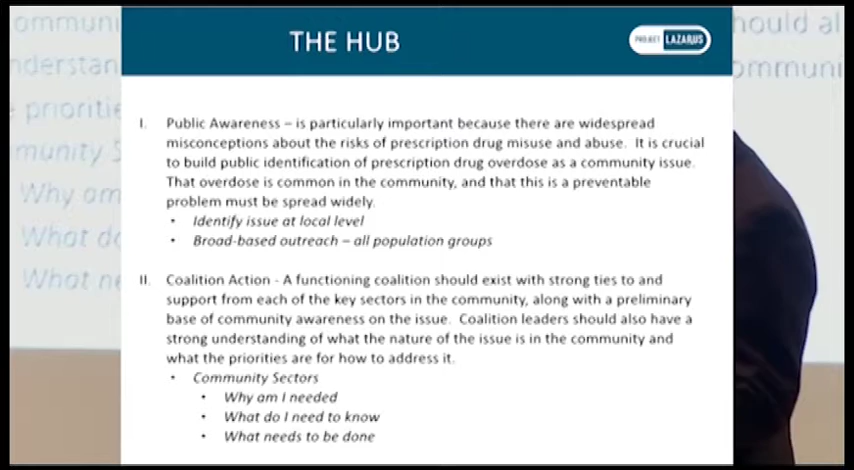 THE HUB
PROJECT LAZARUS
I. Public Awareness – is particularly important because there are widespread
misconceptions about the risks of prescription drug misuse and abuse. It is crucial
to build public identification of prescription drug overdose as a community issue.
That overdose is common in the community, and that this is a preventable
problem must be spread widely.
• Identify issue at local level
• Broad-based outreach – all population groups
II. Coalition Action - A functioning coalition should exist with strong ties to and
support from each of the key sectors in the community, along with a preliminary
base of community awareness on the issue. Coalition leaders should also have a
strong understanding of what the nature of the issue is in the community and
what the priorities are for how to address it.
• Community Sectors
• Why am I needed
• What do I need to know
• What needs to be done